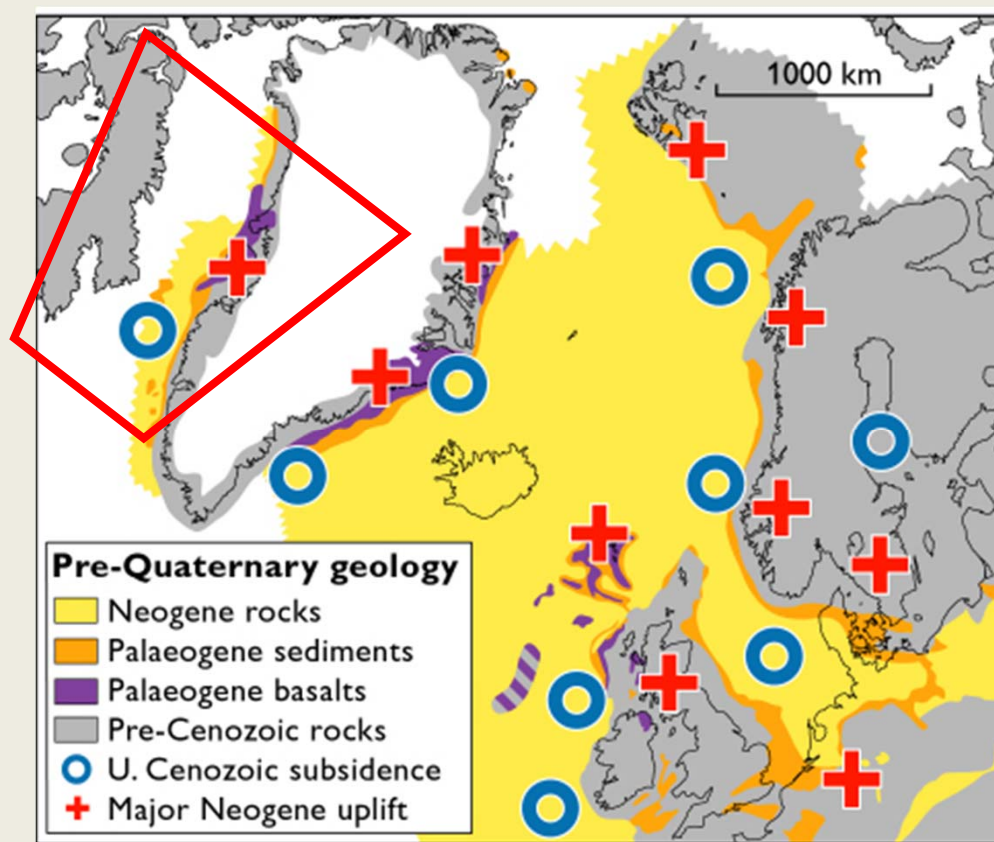 1000 km
Pre-Quaternary geology
Neogene rocks
Palaeogene sediments
Palaeogene basalts
Pre-Cenozoic rocks
U. Cenozoic subsidence
Major Neogene uplift